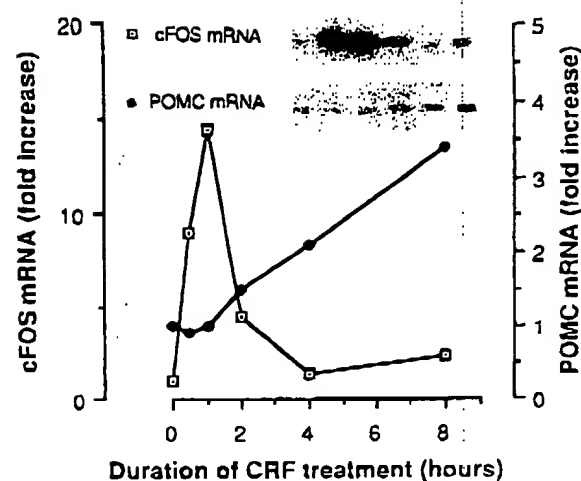 cFOS mRNA
POMC mRNA
cFOS mRNA (fold increase)
20
10
0
POMC mRNA (fold increase)
5
4
3
2
1
0
0 2 4 6 8
Duration of CRF treatment (hours)